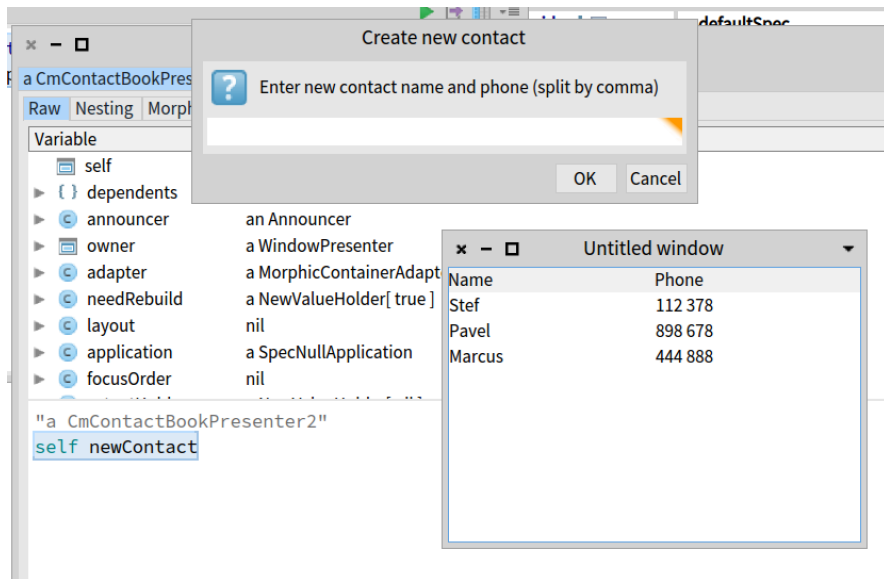 defaultSpec
Create new contact
a CmContactBookPres
Enter new contact name and phone (split by comma)
Raw Nesting Morph
Variable
OK Cancel
self
dependents
announcer an Announcer
owner a WindowPresenter
adapter a MorphicContainerAdapt
needRebuild a NewValueHolder[ true ]
layout nil
application a SpecNullApplication
focusOrder nil
"a CmContactBookPresenter2"
self newContact
Untitled window
Name Phone
Stef 112 378
Pavel 898 678
Marcus 444 888